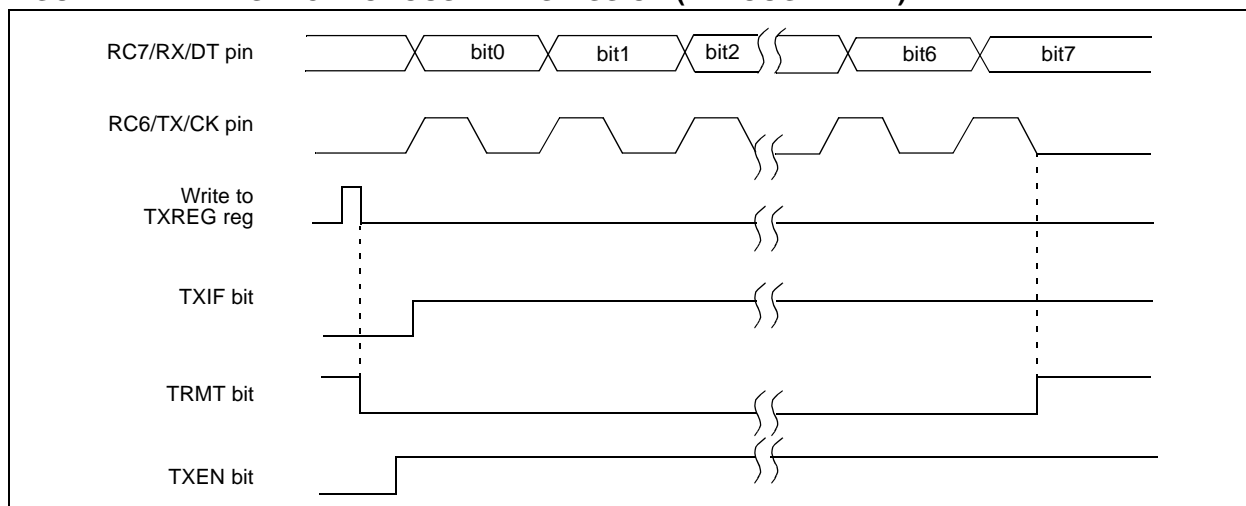 RC7/RX/DT pin
bit0 bit1 bit2 bit6 bit7
RC6/TX/CK pin
Write to
TXREG reg
TXIF bit
TRMT bit
TXEN bit